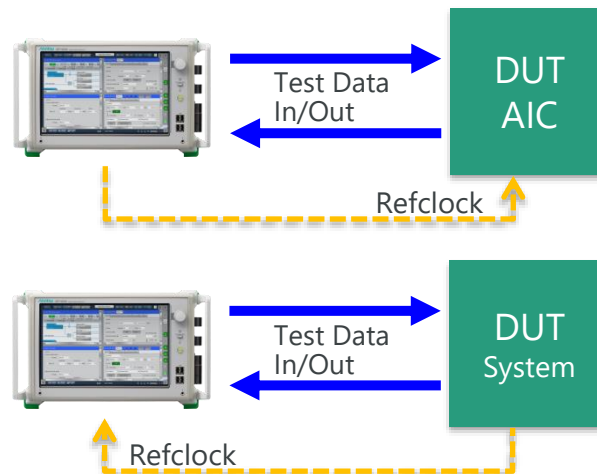 Test Data
In/Out
DUT
AIC
Refclock
Test Data
In/Out
DUT
System
Refclock